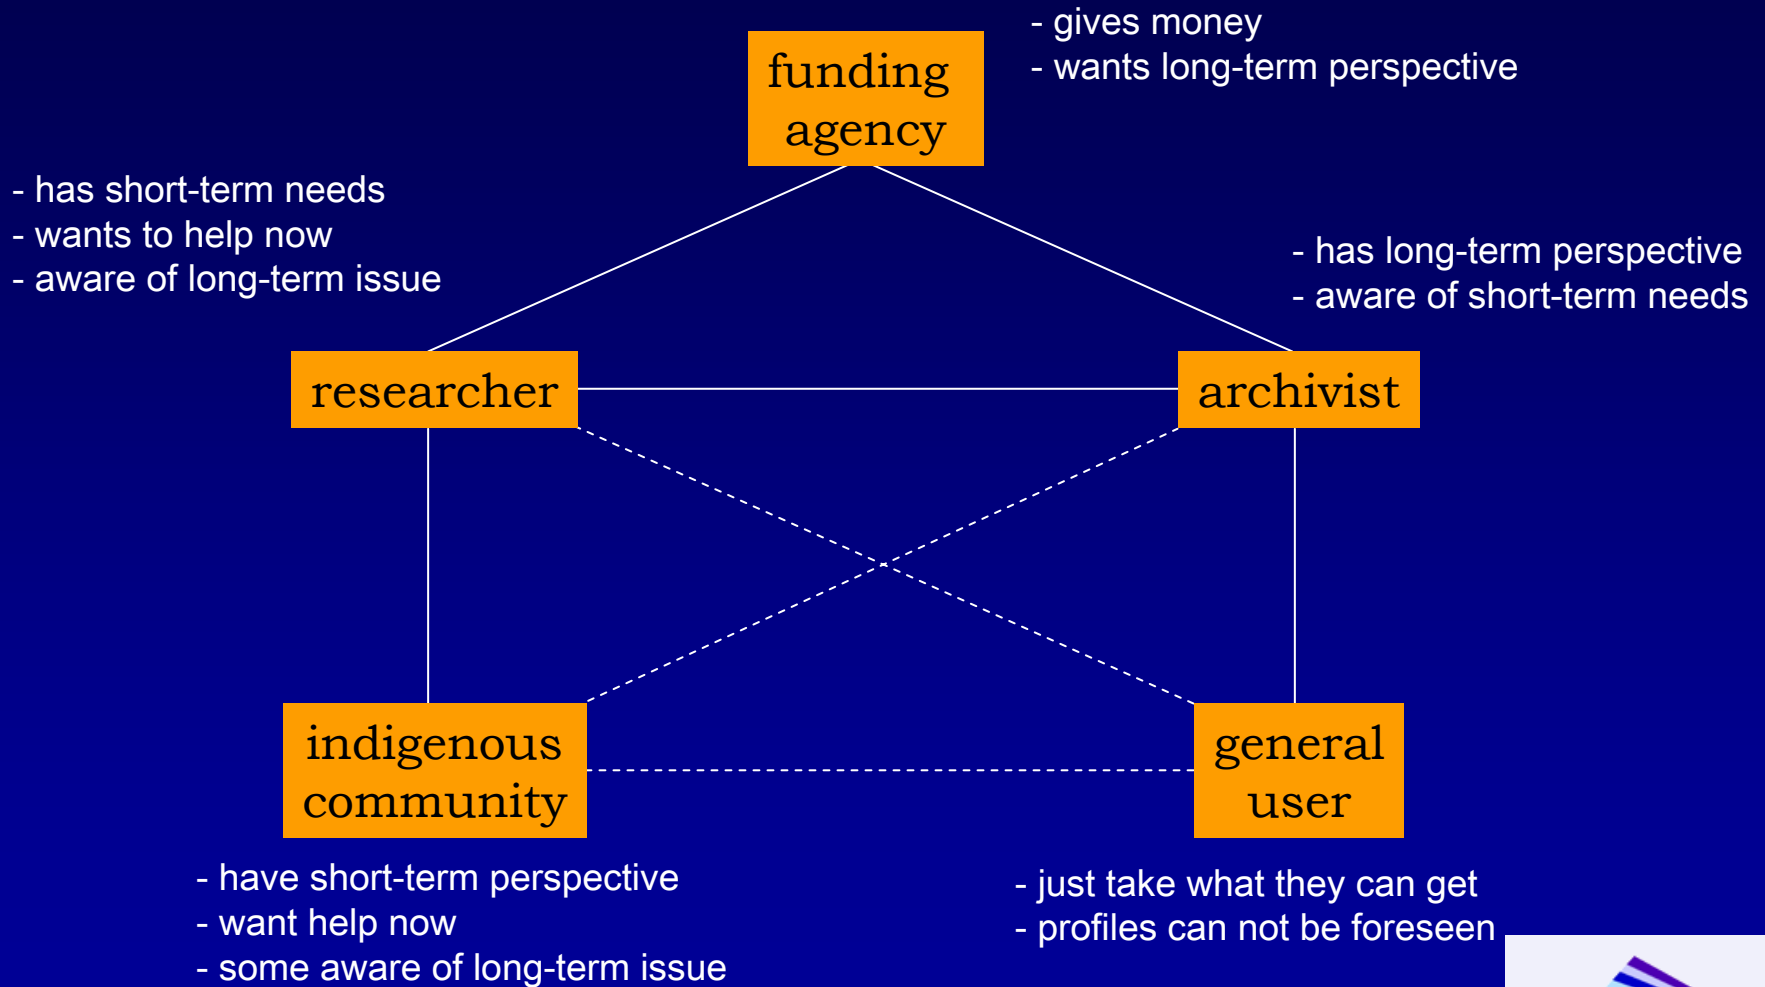 - gives money
- wants long-term perspective
funding
agency
- has short-term needs
- wants to help now
- aware of long-term issue
- has long-term perspective
- aware of short-term needs
researcher
archivist
indigenous
community
general
user
- have short-term perspective
- want help now
- some aware of long-term issue
- just take what they can get
- profiles can not be foreseen